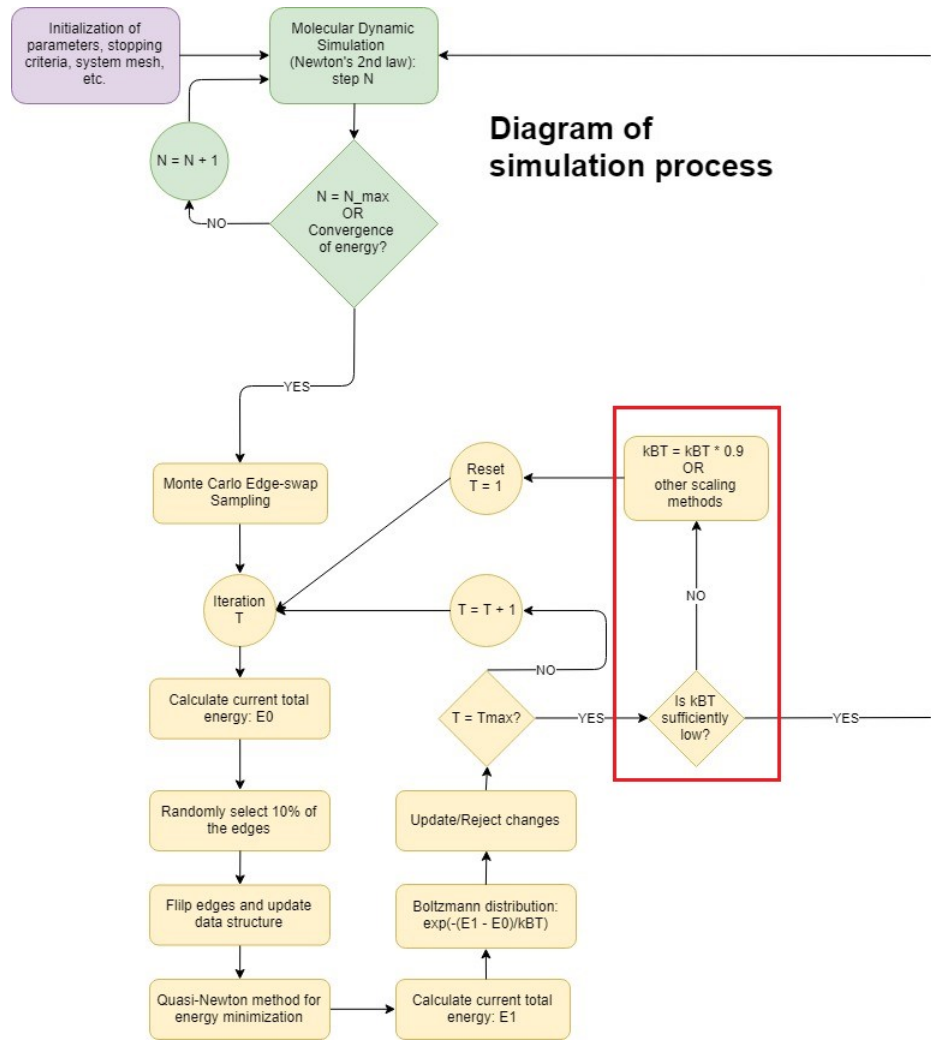 Initialization of
parameters, stopping
criteria, system mesh,
etc.
Molecular Dynamic
Simulation
(Newton's 2nd law):
step N
Diagram of
simulation process
N = N + 1
NO
N = N_max
OR
Convergence
of energy?
YES
Monte Carlo Edge-swap
Sampling
Reset
T = 1
kBT = kBT * 0.9
OR
other scaling
methods
NO
Iteration
T
T = T + 1
NO
Calculate current total
energy: E0
T = Tmax?
YES
Is kBT
sufficiently
low?
YES
Randomly select 10% of
the edges
Update/Reject changes
Fllip edges and update
data structure
Boltzmann distribution:
exp(-(E1 - E0)/kBT)
Quasi-Newton method for
energy minimization
Calculate current total
energy: E1